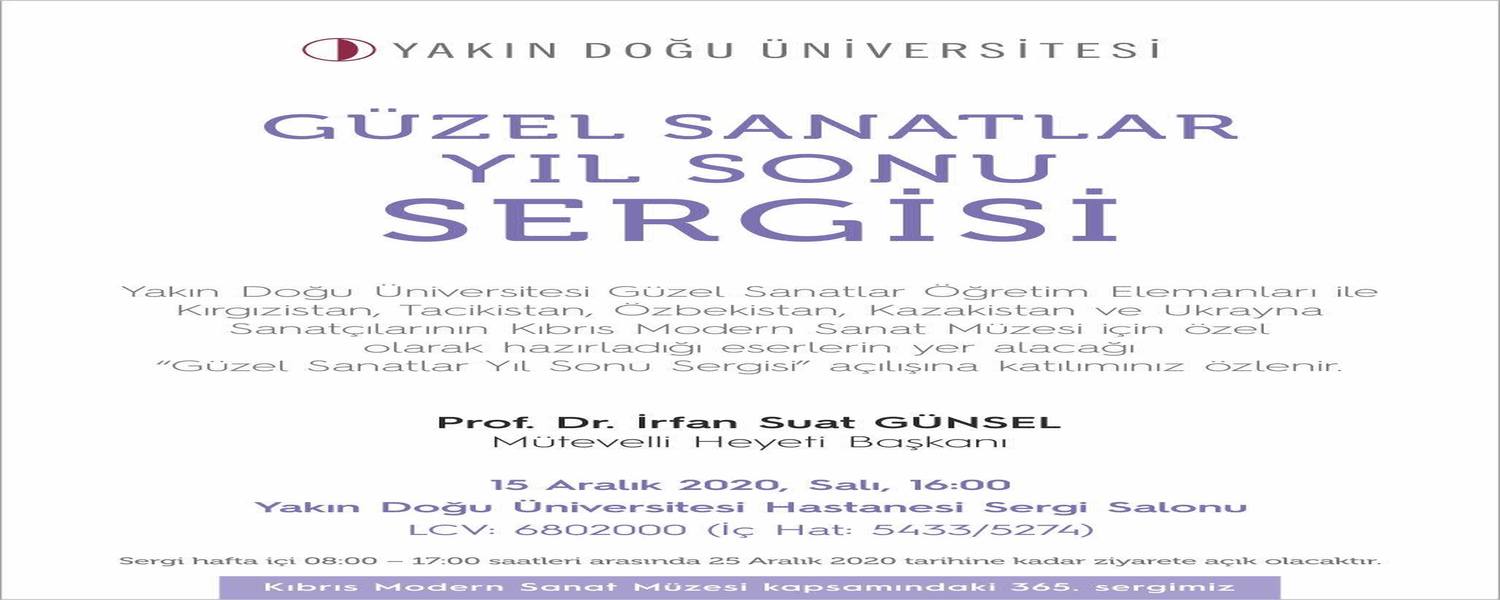 YAKIN DOĞU ÜNİVERSİTESİ
GÜZEL SANATLAR
YIL SONU
SERGİSİ
Yakın Doğu Üniversitesi Güzel Sanatlar Öğretim Elemanları ile
Kırgızistan, Tacikistan, Özbekistan, Kazakistan ve Ukrayna
Sanatçılarının Kıbrıs Modern Sanat Müzesi için özel
olarak hazırladığı eserlerin yer alacağı
“Güzel Sanatlar Yıl Sonu Sergisi” açılışına katılımınız özlenir.
Prof. Dr. İrfan Suat GÜNSEL
Mütevelli Heyeti Başkanı
15 Aralık 2020, Salı, 16:00
Yakın Doğu Üniversitesi Hastanesi Sergi Salonu
LCV: 6802000 (İç Hat: 5433/5274)
Sergi hafta içi 08:00 – 17:00 saatleri arasında 25 Aralık 2020 tarihine kadar ziyarete açık olacaktır.
Kıbrıs Modern Sanat Müzesi kapsamındaki 365. sergimiz